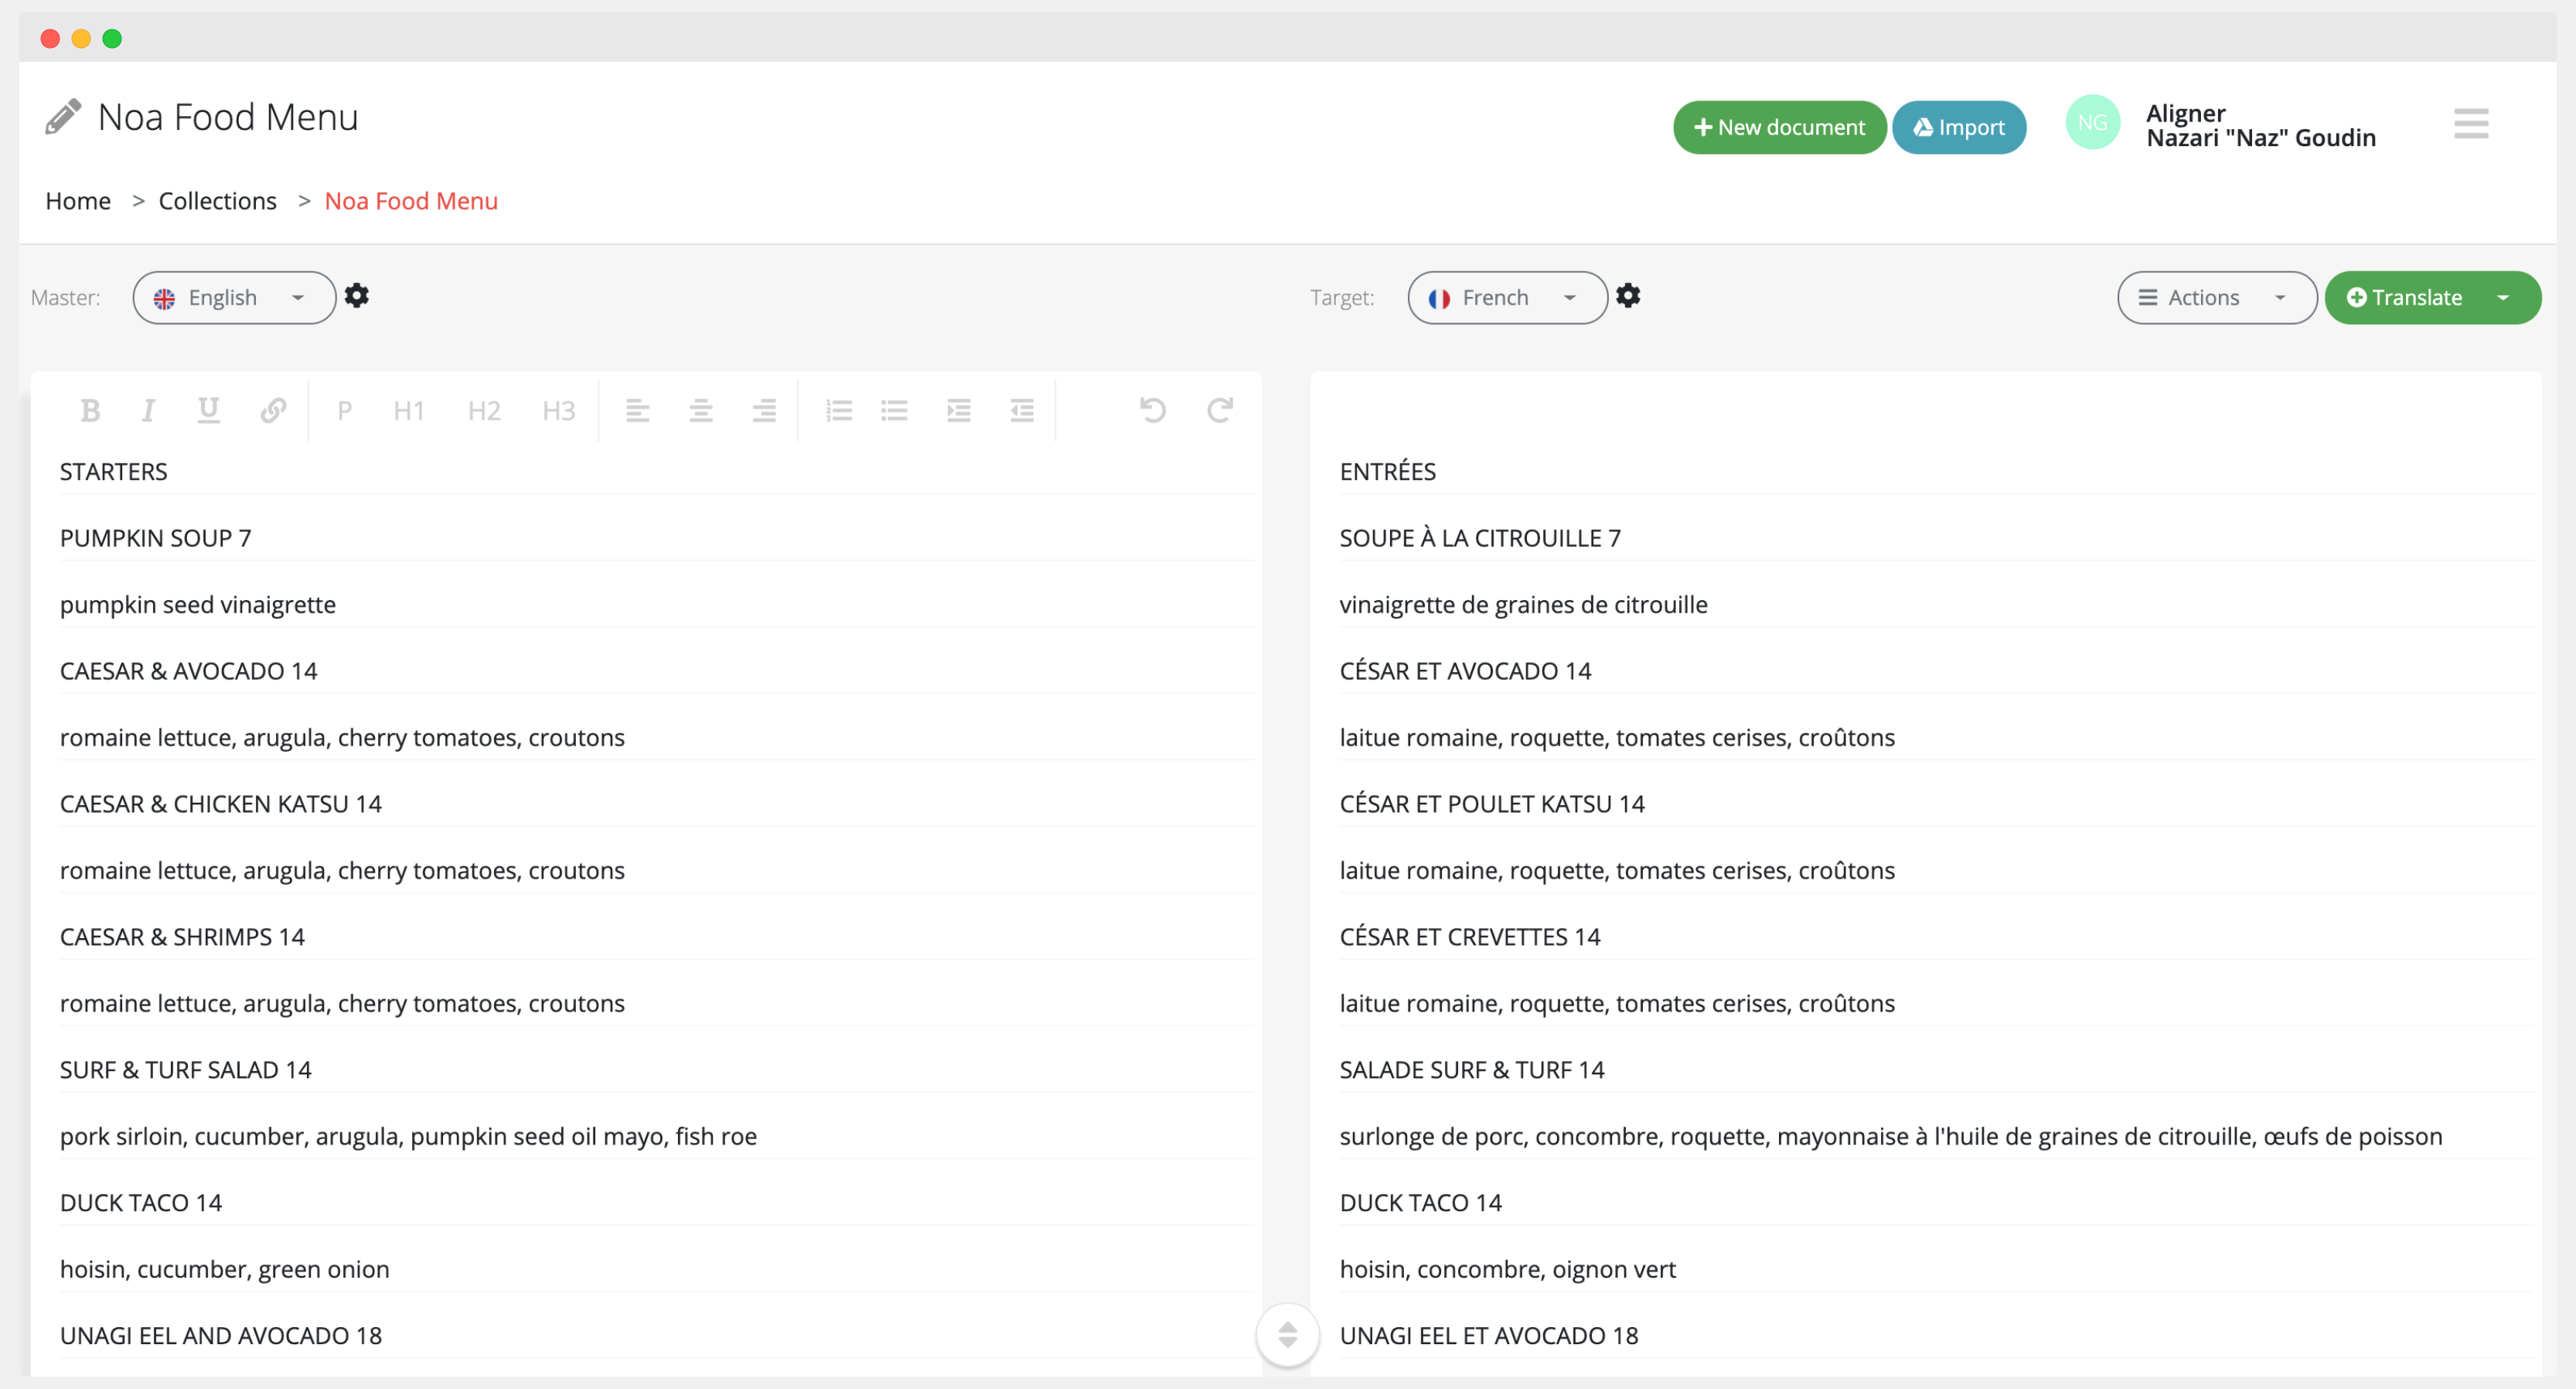 Noa Food Menu
New document
Import
NG
Aligner
Nazari "Naz" Goudin
Home > Collections > Noa Food Menu
Master:
English
Target:
French
Actions
Translate
B I U P H1 H2 H3
STARTERS
PUMPKIN SOUP 7
pumpkin seed vinaigrette
CAESAR & AVOCADO 14
romaine lettuce, arugula, cherry tomatoes, croutons
CAESAR & CHICKEN KATSU 14
romaine lettuce, arugula, cherry tomatoes, croutons
CAESAR & SHRIMPS 14
romaine lettuce, arugula, cherry tomatoes, croutons
SURF & TURF SALAD 14
pork sirloin, cucumber, arugula, pumpkin seed oil mayo, fish roe
DUCK TACO 14
hoisin, cucumber, green onion
UNAGI EEL AND AVOCADO 18
ENTRÉES
SOUPE À LA CITROUILLE 7
vinaigrette de graines de citrouille
CÉSAR ET AVOCADO 14
laitue romaine, roquette, tomates cerises, croûtons
CÉSAR ET POULET KATSU 14
laitue romaine, roquette, tomates cerises, croûtons
CÉSAR ET CREVETTES 14
laitue romaine, roquette, tomates cerises, croûtons
SALADE SURF & TURF 14
surlonge de porc, concombre, roquette, mayonnaise à l'huile de graines de citrouille, œufs de poisson
DUCK TACO 14
hoisin, concombre, oignon vert
UNAGI EEL ET AVOCADO 18